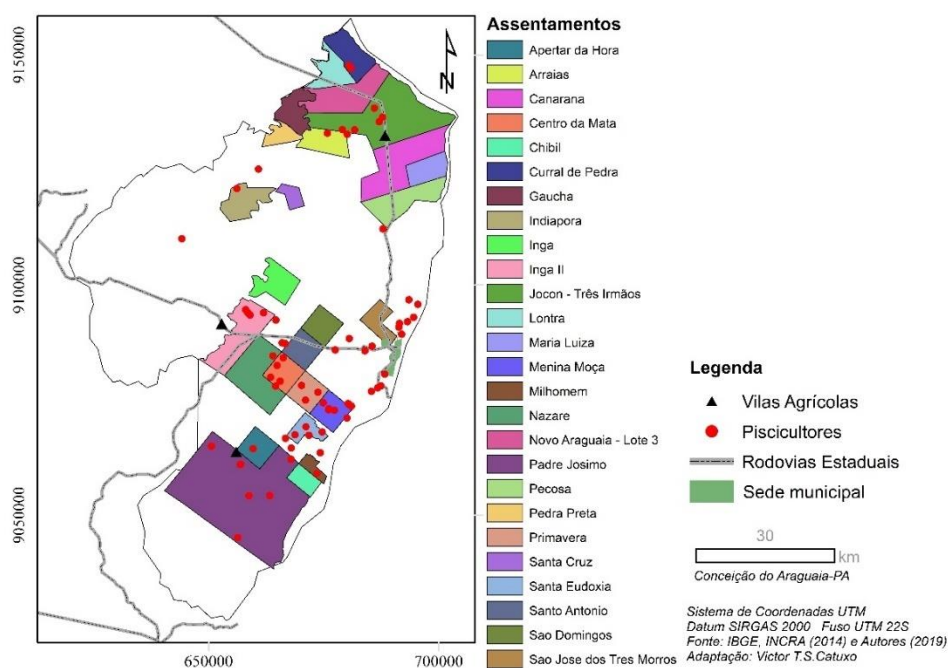 Assentamentos
Apertar da Hora
Arraias
Canarana
Centro da Mata
Chibil
Curral de Pedra
Gaucha
Indiapora
Inga
Inga II
Jocon - Três Irmãos
Lontra
Maria Luiza
Menina Moça
Milhomem
Nazare
Novo Araguaia - Lote 3
Padre Josimo
Pecosa
Pedra Preta
Primavera
Santa Cruz
Santa Eudoxia
Santo Antonio
Sao Domingos
Sao Jose dos Tres Morros
N
9150000
9100000
9050000
650000
700000
Legenda
Vilas Agrícolas
Piscicultores
Rodovias Estaduais
Sede municipal
30
km
Conceição do Araguaia-PA
Sistema de Coordenadas UTM
Datum SIRGAS 2000 Fuso UTM 22S
Fonte: IBGE, INCRA (2014) e Autores (2019)
Adaptação: Victor T.S.Catuxo